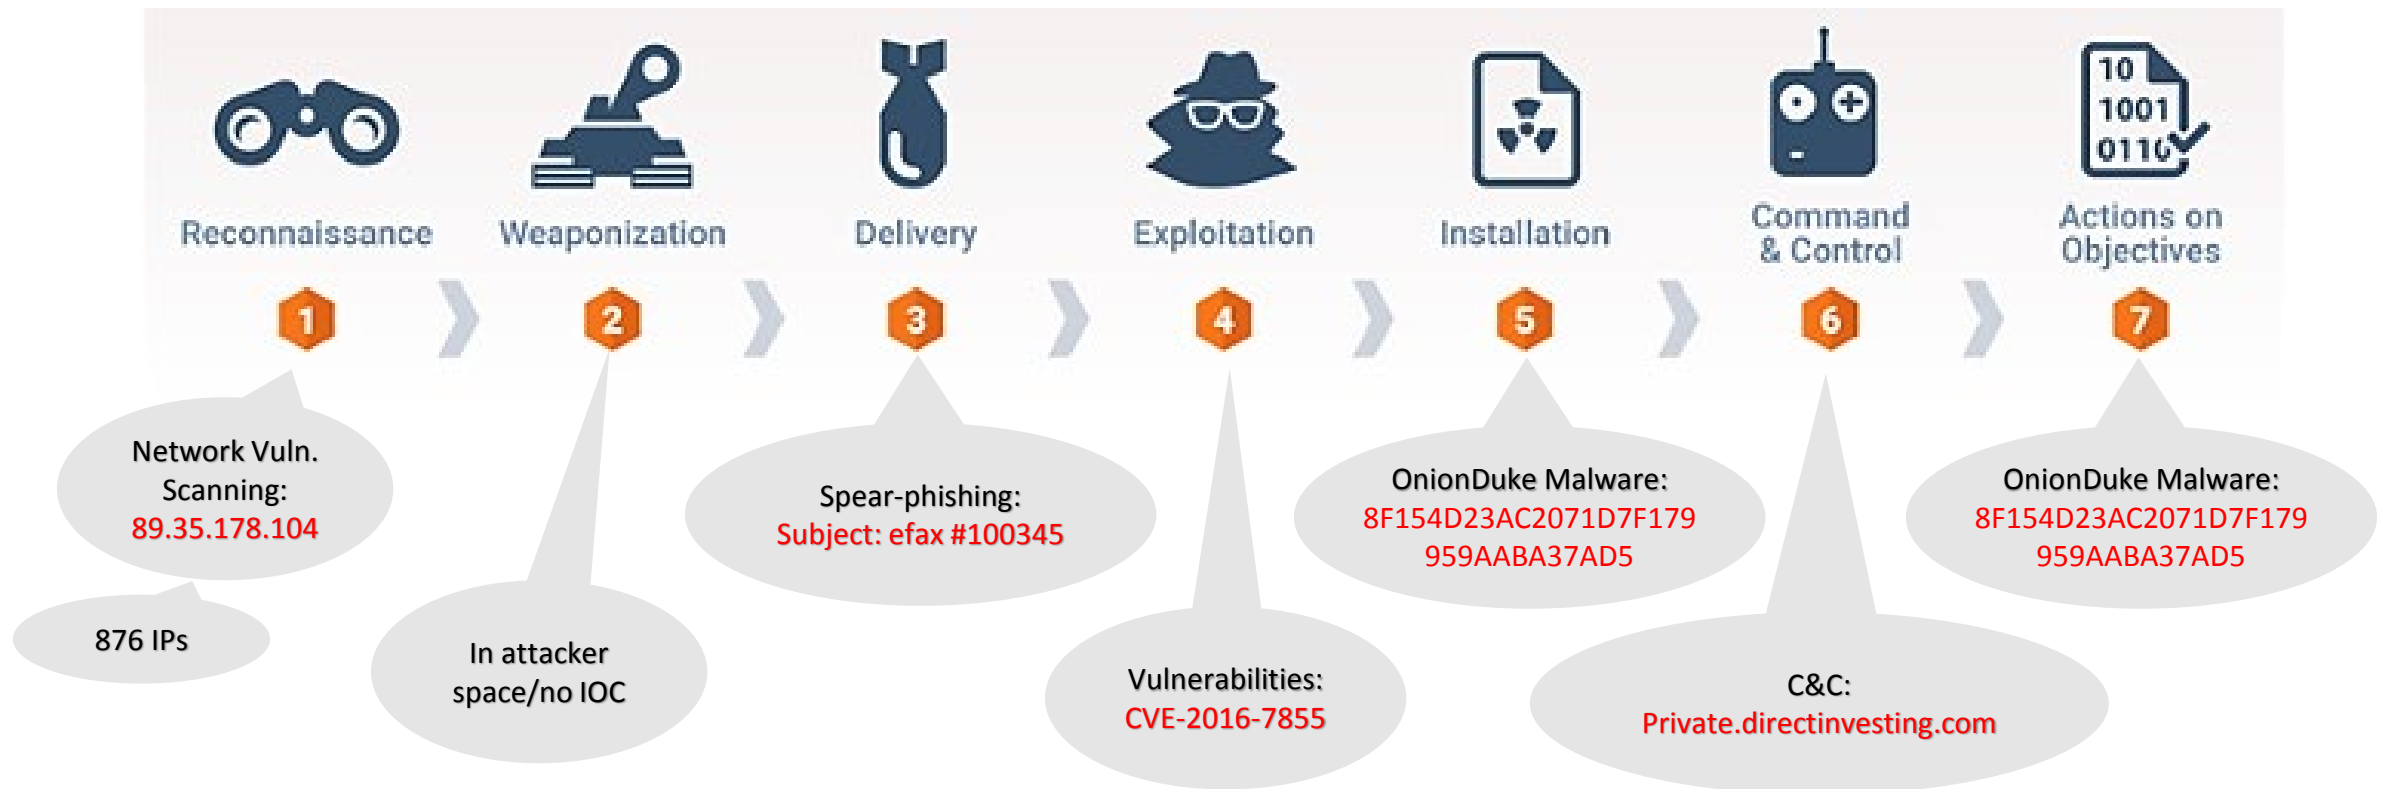 10
1001
0110
Reconnaissance
Weaponization
Delivery
Exploitation
Installation
Command
& Control
Actions on
Objectives
1
2
3
4
5
6
7
Network Vuln.
Scanning:
89.35.178.104
876 IPs
In attacker
space/no IOC
Spear-phishing:
Subject: efax #100345
Vulnerabilities:
CVE-2016-7855
OnionDuke Malware:
8F154D23AC2071D7F179
959AABA37AD5
C&C:
Private.directinvesting.com
OnionDuke Malware:
8F154D23AC2071D7F179
959AABA37AD5